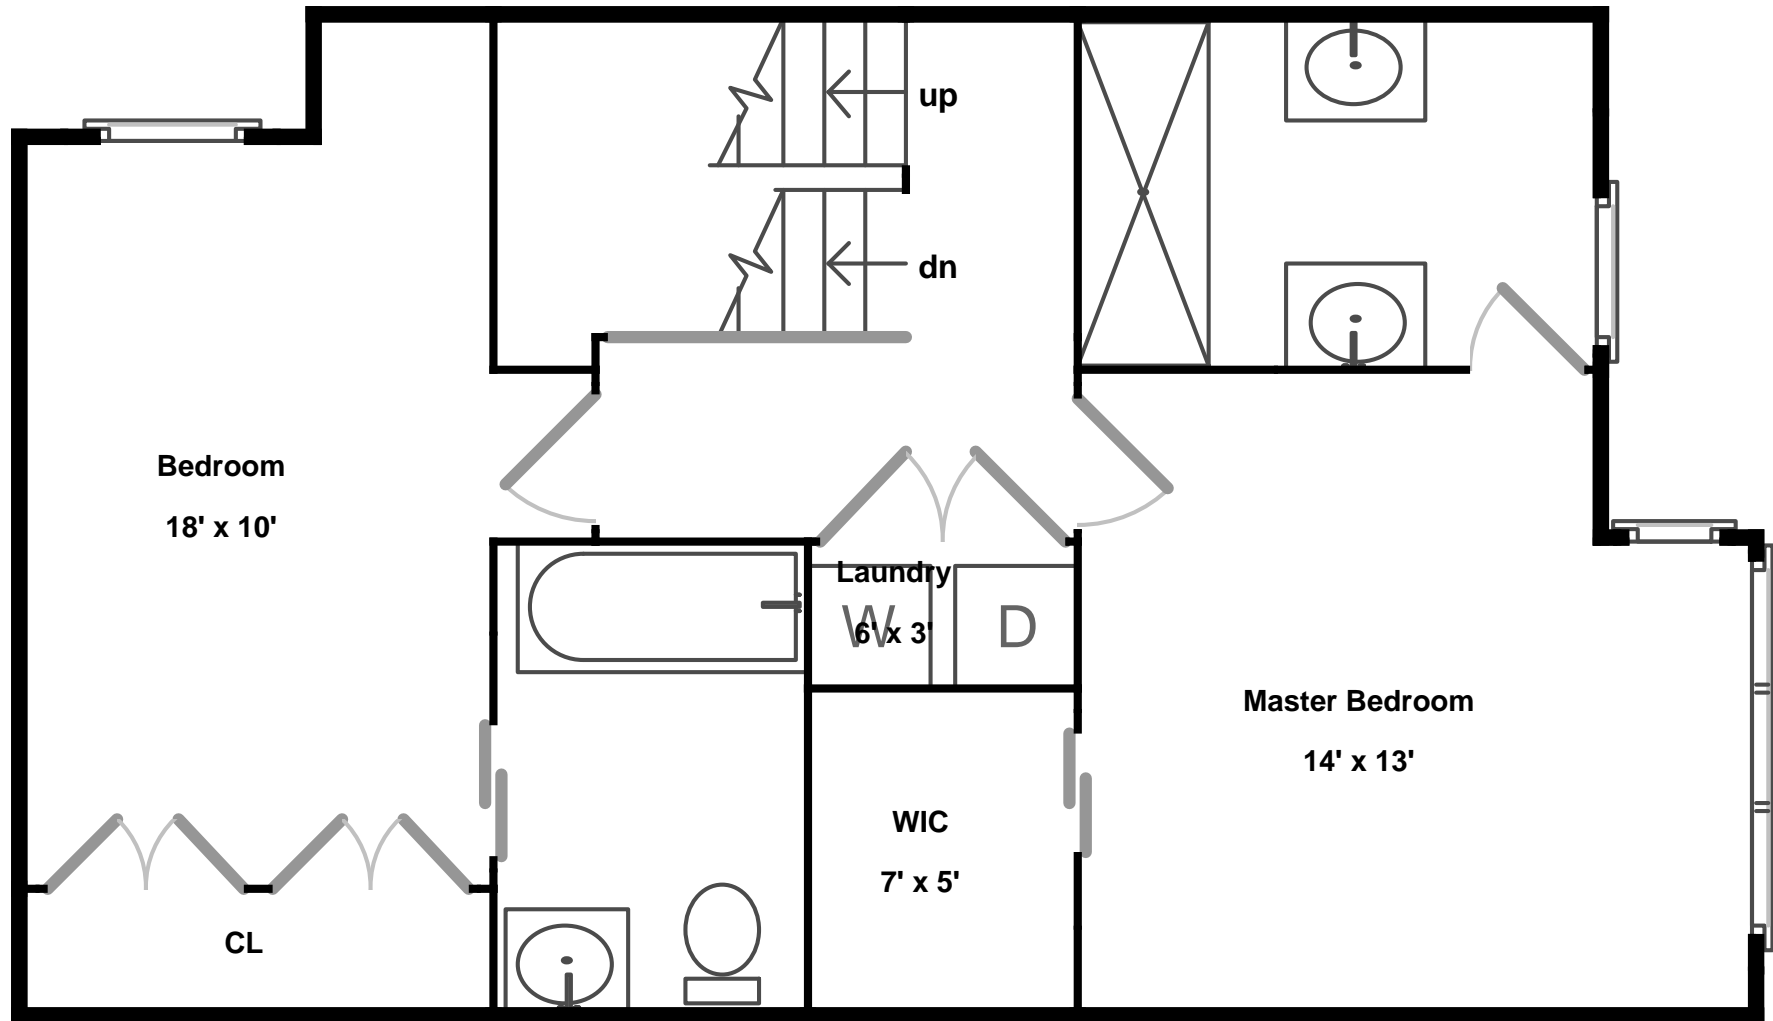 up
dn
Bedroom
18' x 10'
Laundry
W
6' x 3'
D
Master Bedroom
14' x 13'
WIC
7' x 5'
CL